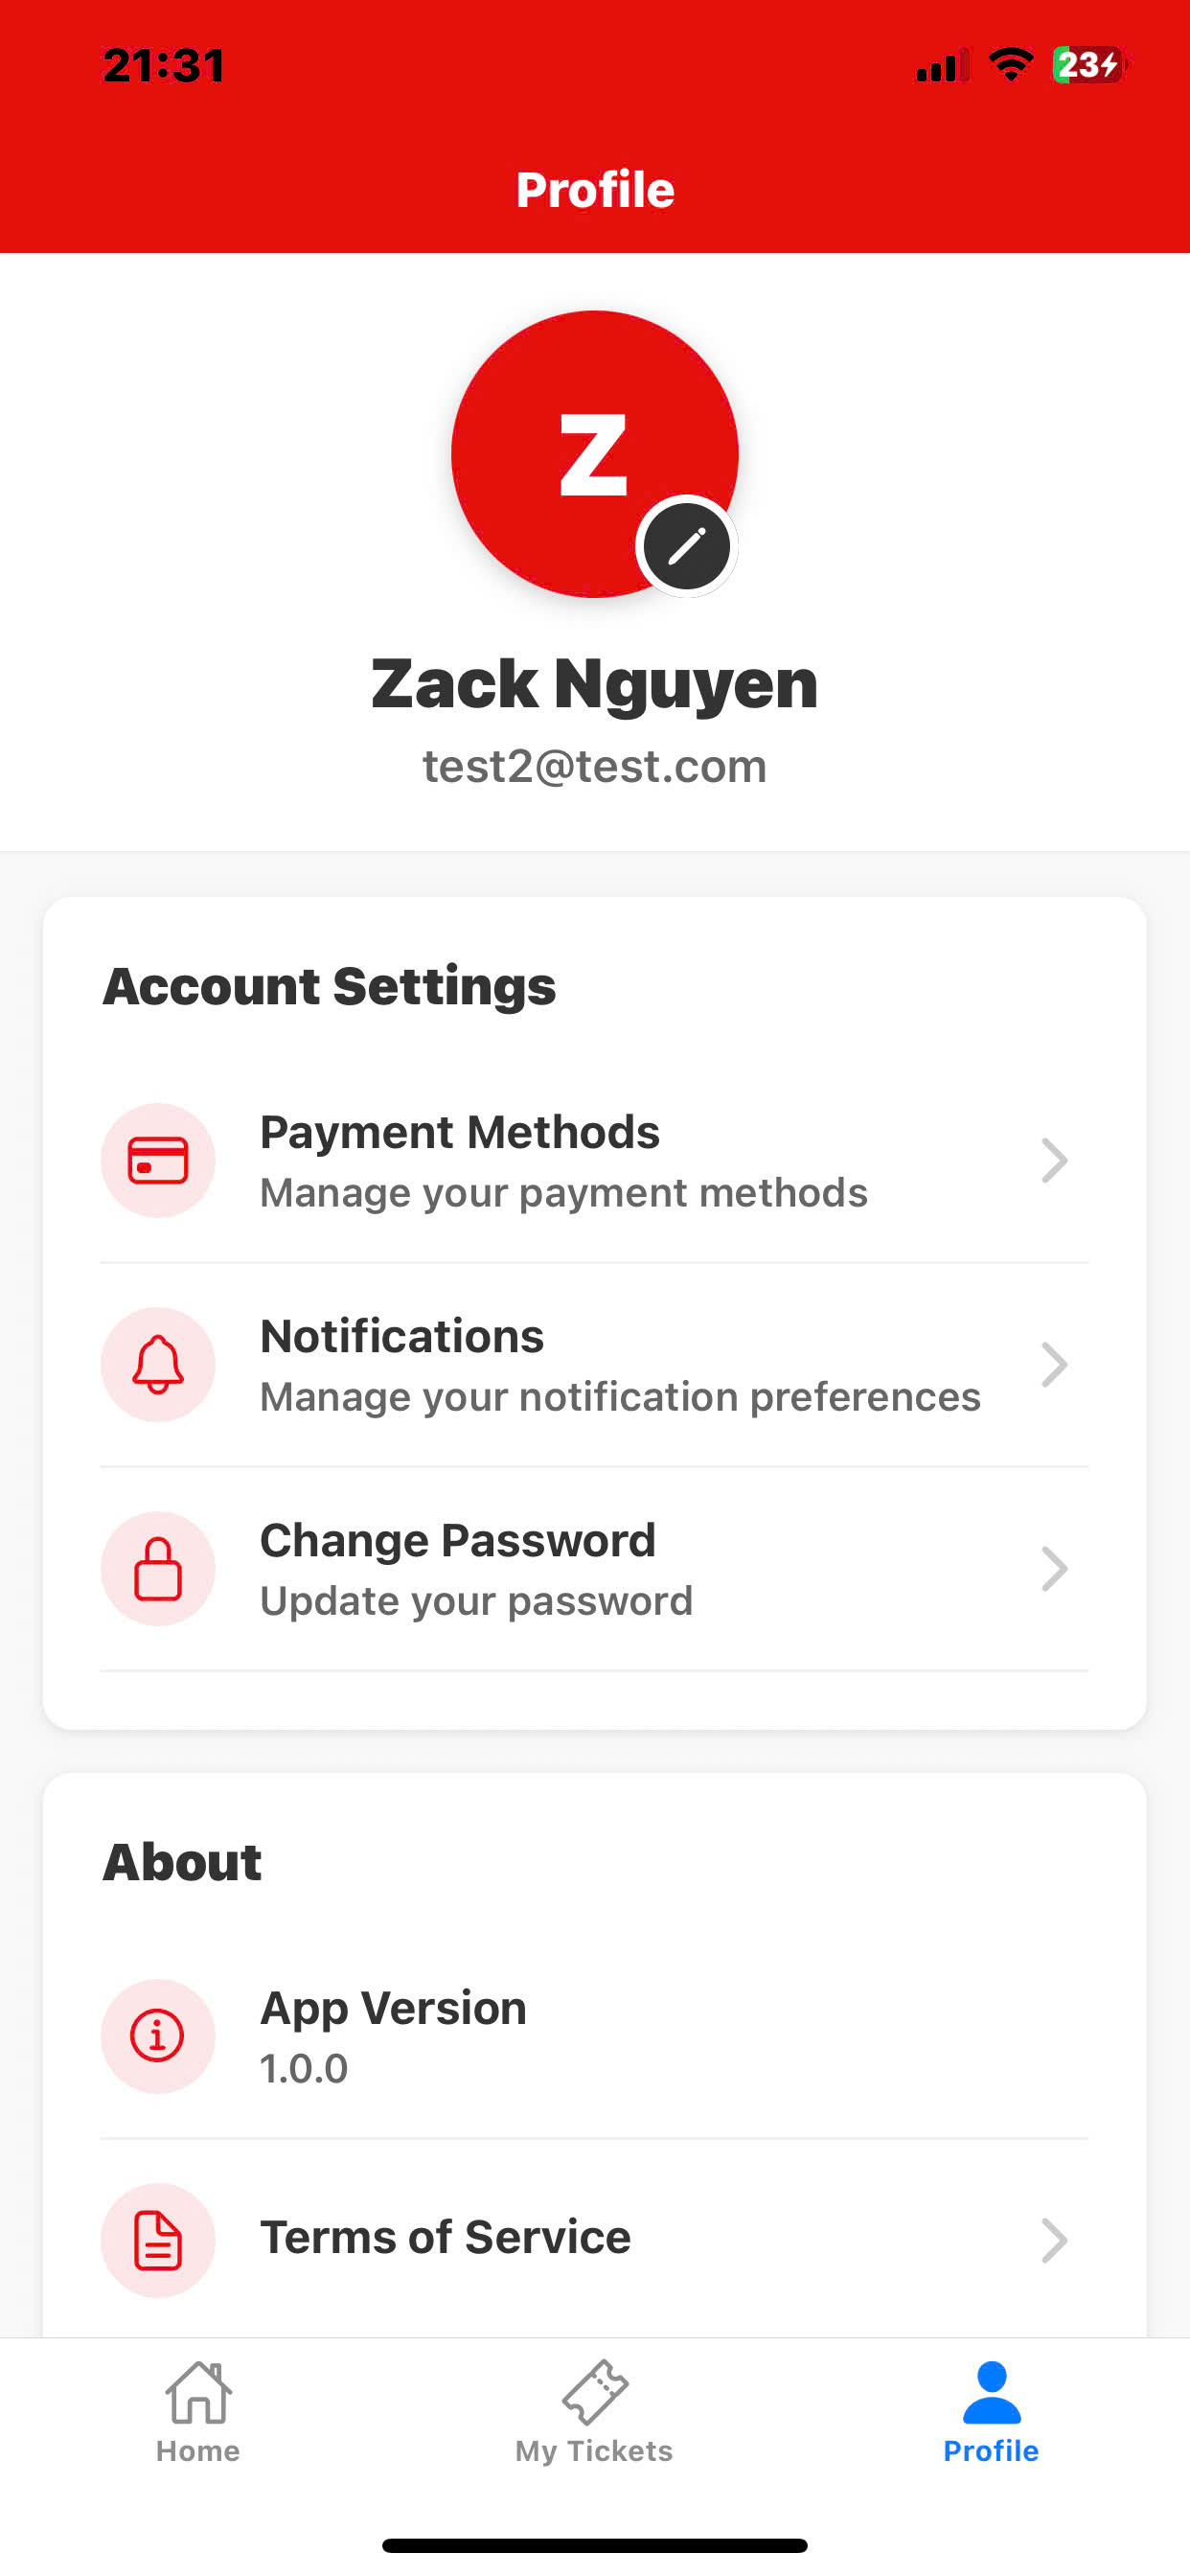 21:31
23
Profile
Z
Zack Nguyen
test2@test.com
Account Settings
Payment Methods
Manage your payment methods
Notifications
Manage your notification preferences
Change Password
Update your password
About
App Version
1.0.0
Terms of Service
Home
My Tickets
Profile